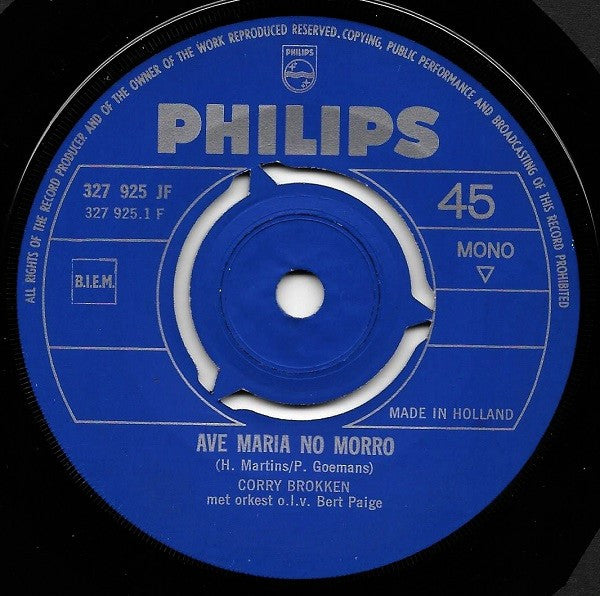 ALL RIGHTS OF THE RECORD PRODUCER AND OF THE OWNER OF THE WORK REPRODUCED RESERVED. COPYING, PUBLIC PERFORMANCE AND BROADCASTING OF THIS RECORD PROHIBITED
PHILIPS
PHILIPS
327 925 JF
327 925.1 F
45
MONO
B.I.E.M.
MADE IN HOLLAND
AVE MARIA NO MORRO
(H. Martins/P. Goemans)
CORRY BROKKEN
met orkest o.l.v. Bert Paige